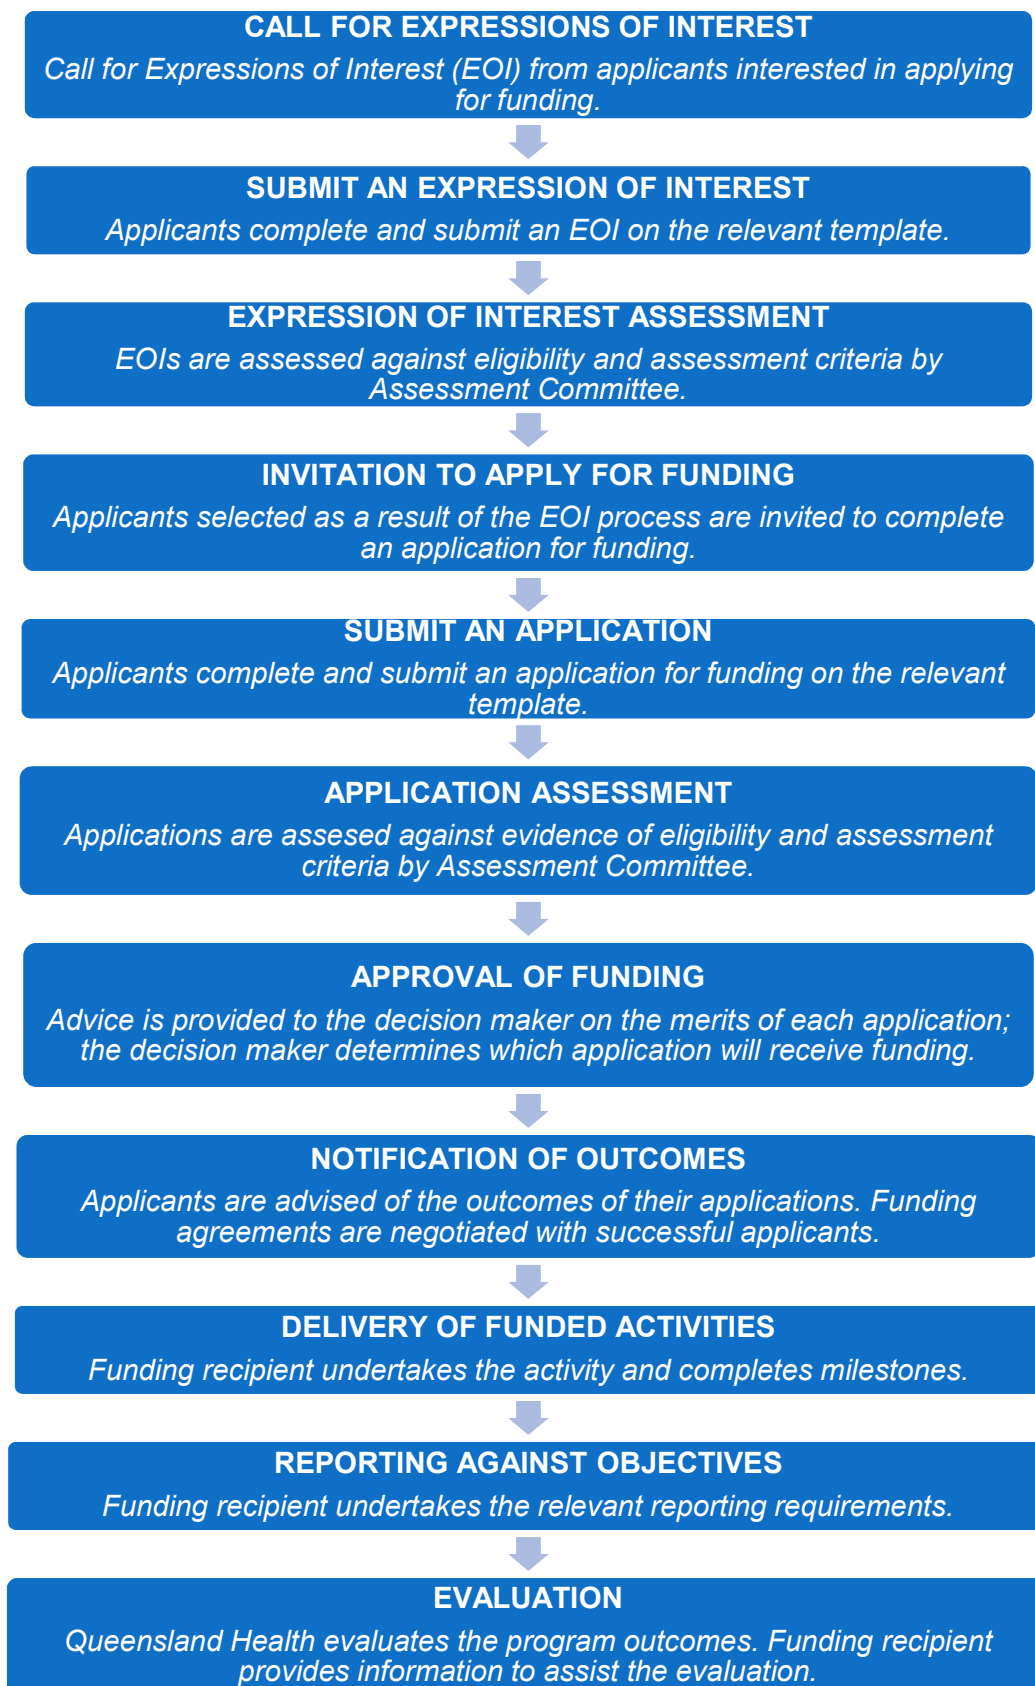 CALL FOR EXPRESSIONS OF INTEREST
Call for Expressions of Interest (EOI) from applicants interested in applying
for funding.
SUBMIT AN EXPRESSION OF INTEREST
Applicants complete and submit an EOI on the relevant template.
EXPRESSION OF INTEREST ASSESSMENT
EOIs are assessed against eligibility and assessment criteria by
Assessment Committee.
INVITATION TO APPLY FOR FUNDING
Applicants selected as a result of the EOI process are invited to complete
an application for funding.
SUBMIT AN APPLICATION
Applicants complete and submit an application for funding on the relevant
template.
APPLICATION ASSESSMENT
Applications are assesed against evidence of eligibility and assessment
criteria by Assessment Committee.
APPROVAL OF FUNDING
Advice is provided to the decision maker on the merits of each application;
the decision maker determines which application will receive funding.
NOTIFICATION OF OUTCOMES
Applicants are advised of the outcomes of their applications. Funding
agreements are negotiated with successful applicants.
DELIVERY OF FUNDED ACTIVITIES
Funding recipient undertakes the activity and completes milestones.
REPORTING AGAINST OBJECTIVES
Funding recipient undertakes the relevant reporting requirements.
EVALUATION
Queensland Health evaluates the program outcomes. Funding recipient
provides information to assist the evaluation.